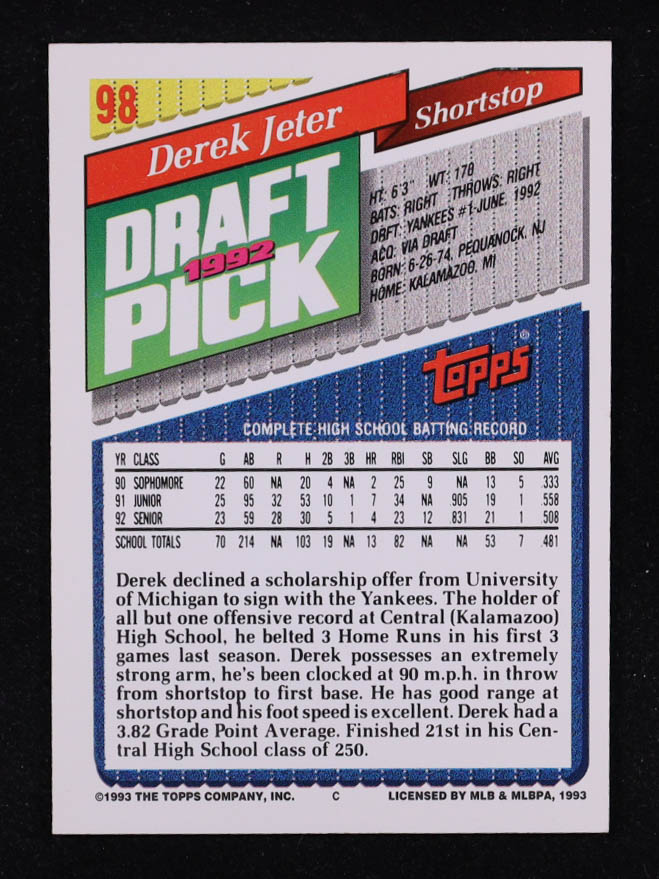 98
Derek Jeter
Shortstop
DRAFT
1992
PICK
HT: 6'3" WT: 170
BATS: RIGHT THROWS: RIGHT
DRFT: YANKEES #1-JUNE, 1992
ACQ: VIA DRAFT
BORN: 6-26-74, PEQUANOCK, NJ
HOME: KALAMAZOO, MI
TOPPS®
COMPLETE HIGH SCHOOL BATTING RECORD
YR CLASS G AB R H 2B 3B HR RBI SB SLG BB SO AVG
90 SOPHOMORE 22 60 NA 20 4 NA 2 25 9 NA 13 5 .333
91 JUNIOR 25 95 32 53 10 1 7 34 NA .905 19 1 .558
92 SENIOR 23 59 28 30 5 1 4 23 12 .831 21 1 .508
SCHOOL TOTALS 70 214 NA 103 19 NA 13 82 NA NA 53 7 .481
Derek declined a scholarship offer from University
of Michigan to sign with the Yankees. The holder of
all but one offensive record at Central (Kalamazoo)
High School, he belted 3 Home Runs in his first 3
games last season. Derek possesses an extremely
strong arm, he's been clocked at 90 m.p.h. in throw
from shortstop to first base. He has good range at
shortstop and his foot speed is excellent. Derek had a
3.82 Grade Point Average. Finished 21st in his Cen-
tral High School class of 250.
©1993 THE TOPPS COMPANY, INC. C LICENSED BY MLB & MLBPA, 1993